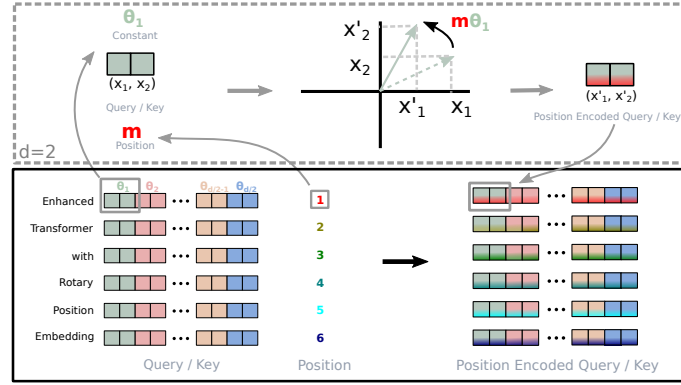 θ₁
Constant
(x₁, x₂)
Query / Key
m
Position
d=2
x'₂
x₂
x'₁
x₁
mθ₁
(x'₁, x'₂)
Position Encoded Query / Key
θ₁ θ₂ θd/2-1 θd/2
Enhanced ••• 1 •••
Transformer ••• 2 •••
with ••• 3 •••
Rotary ••• 4 •••
Position ••• 5 •••
Embedding ••• 6 •••
Query / Key Position Position Encoded Query / Key